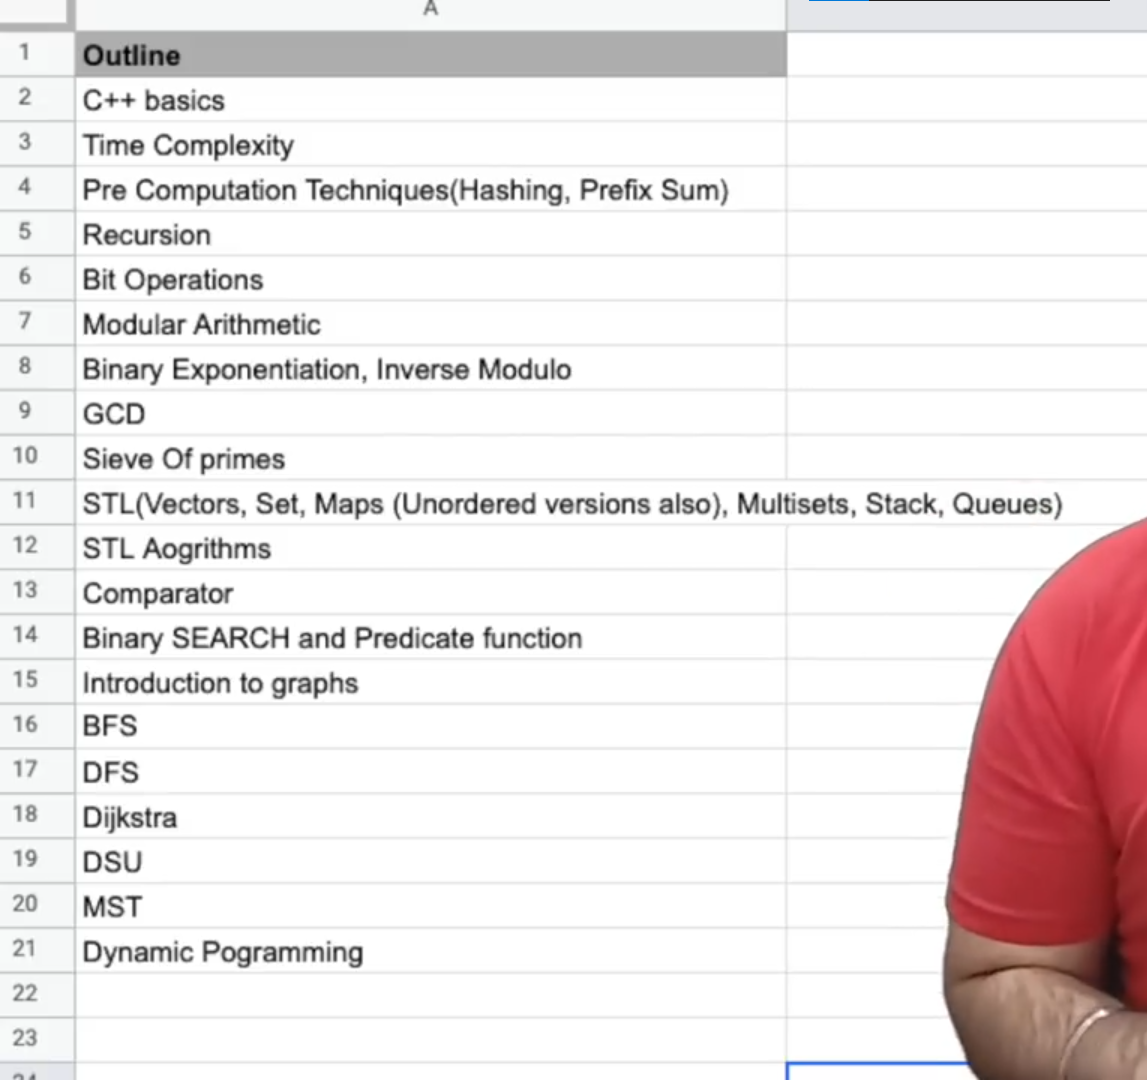 A
1 Outline
2 C++ basics
3 Time Complexity
4 Pre Computation Techniques(Hashing, Prefix Sum)
5 Recursion
6 Bit Operations
7 Modular Arithmetic
8 Binary Exponentiation, Inverse Modulo
9 GCD
10 Sieve Of primes
11 STL(Vectors, Set, Maps (Unordered versions also), Multisets, Stack, Queues)
12 STL Aogrithms
13 Comparator
14 Binary SEARCH and Predicate function
15 Introduction to graphs
16 BFS
17 DFS
18 Dijkstra
19 DSU
20 MST
21 Dynamic Pogramming
22
23